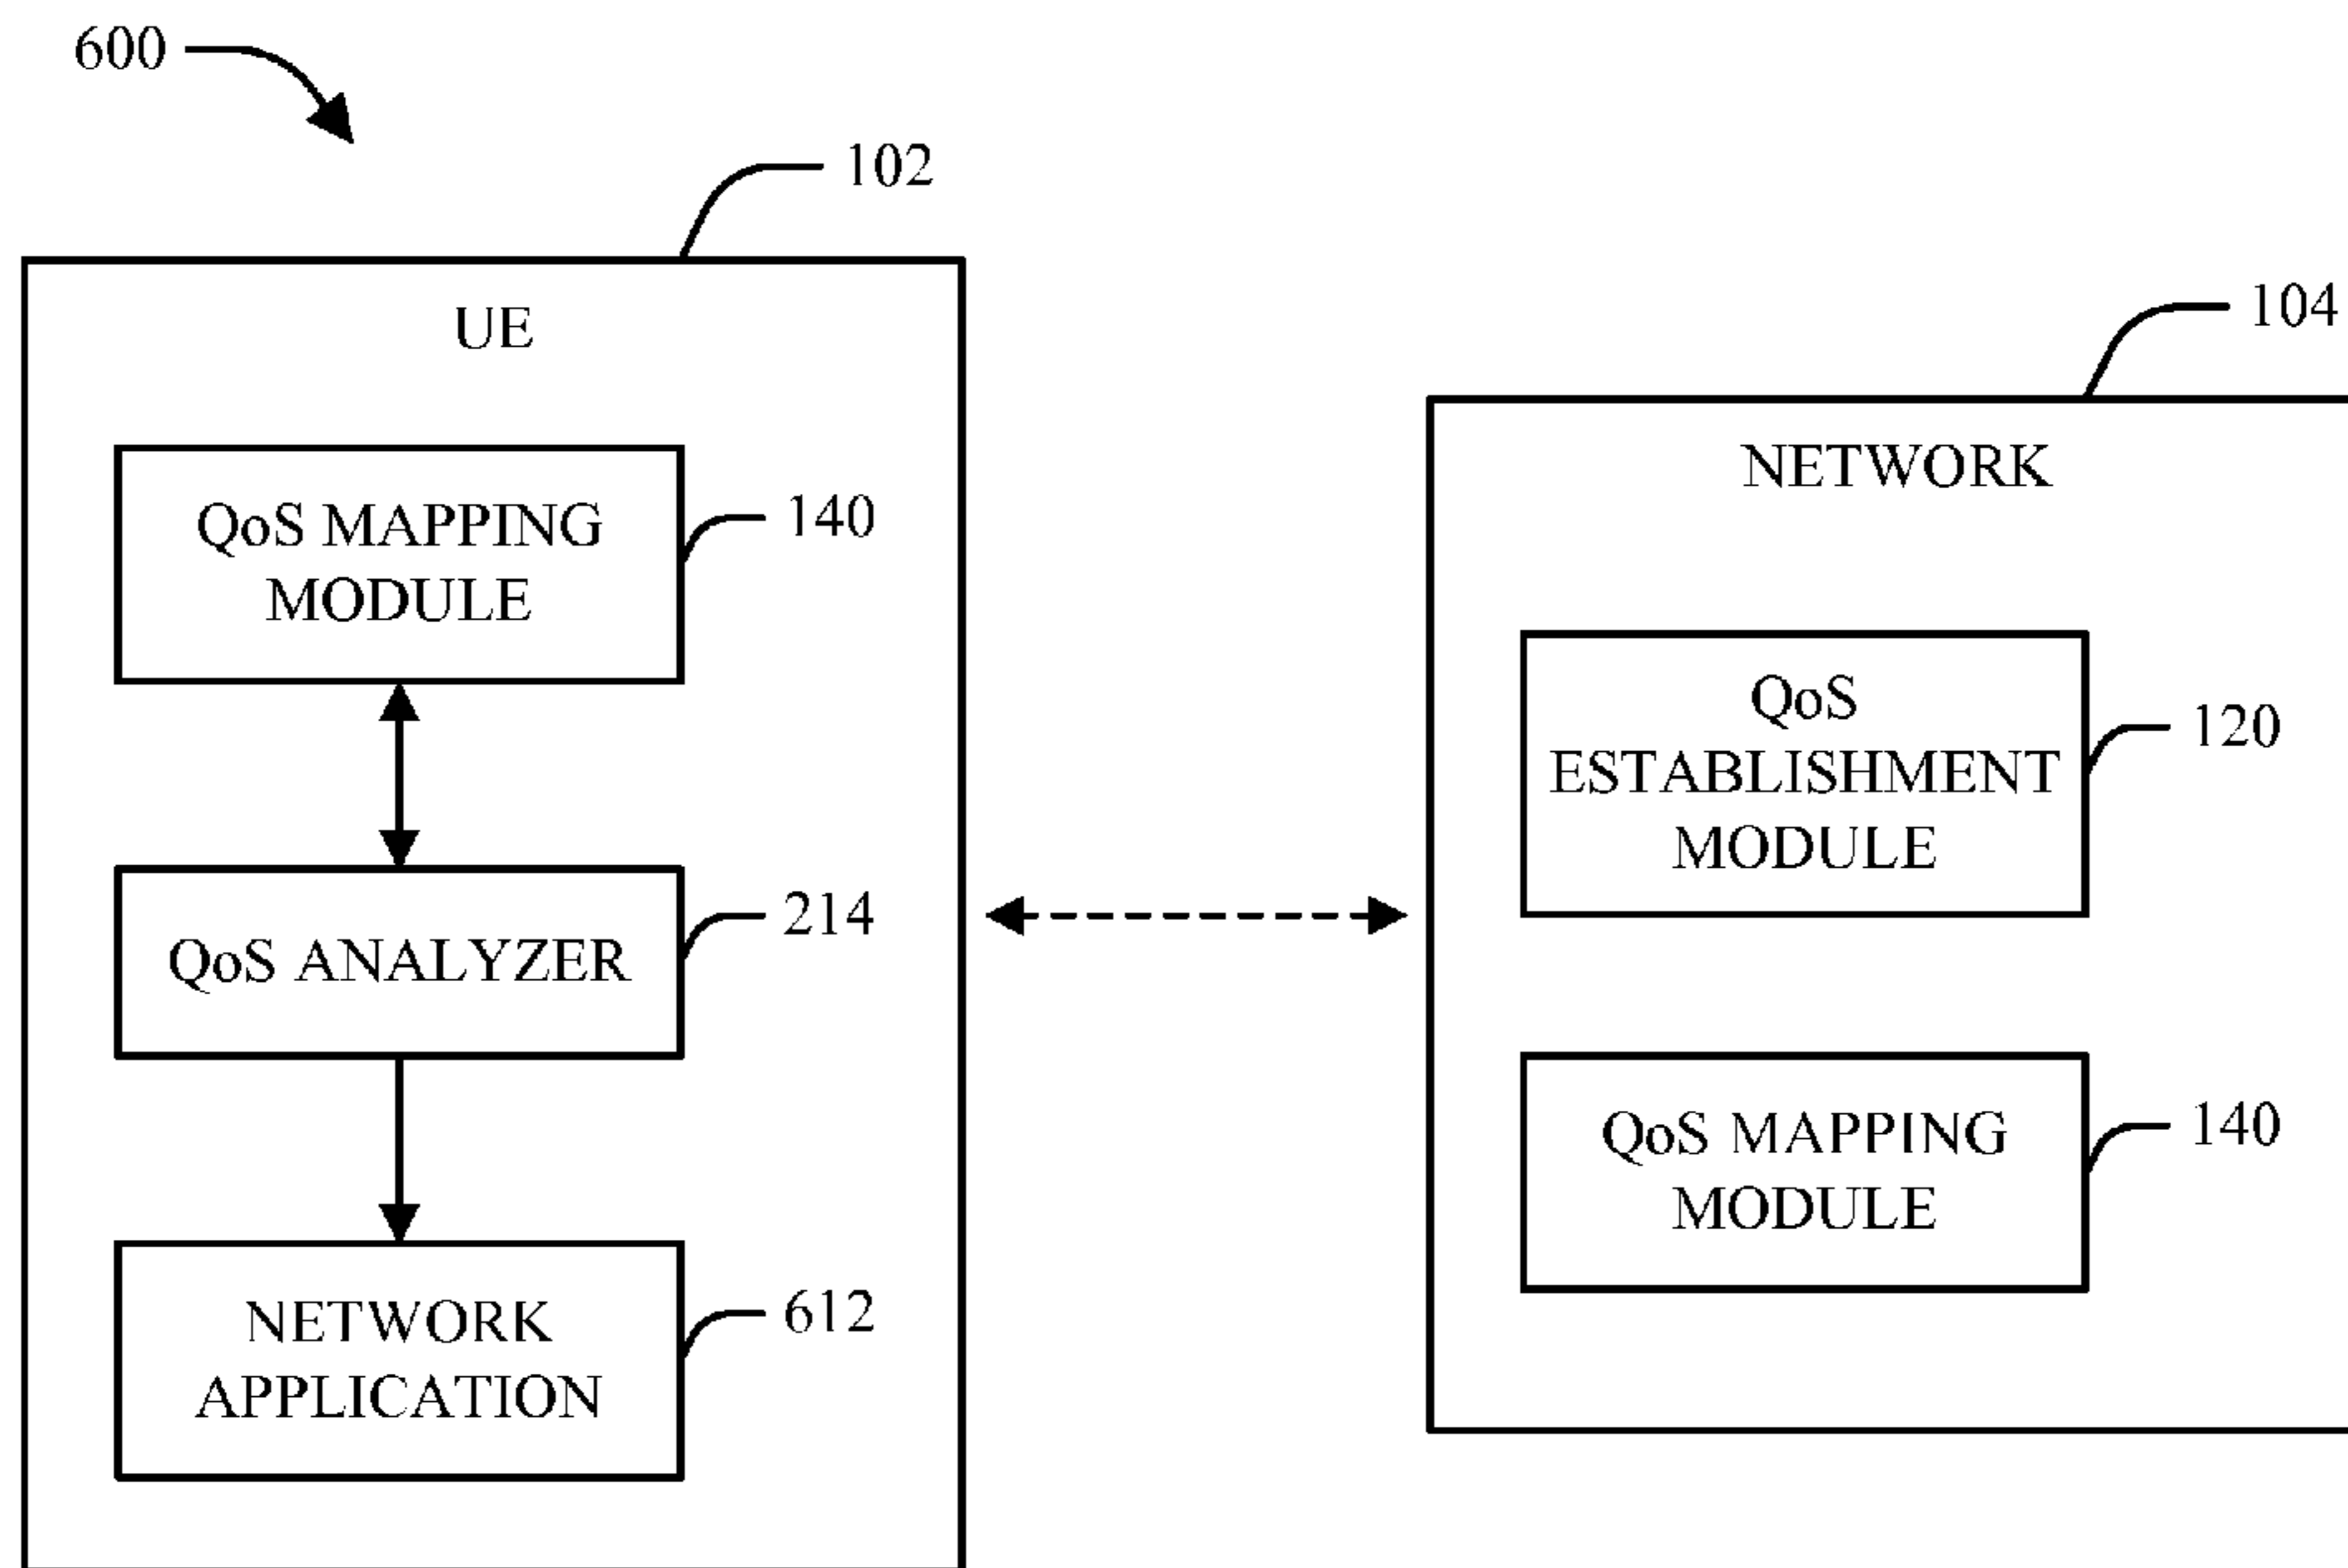 600
102
UE
QoS MAPPING
MODULE
140
QoS ANALYZER
214
NETWORK
APPLICATION
612
104
NETWORK
QoS
ESTABLISHMENT
MODULE
120
QoS MAPPING
MODULE
140